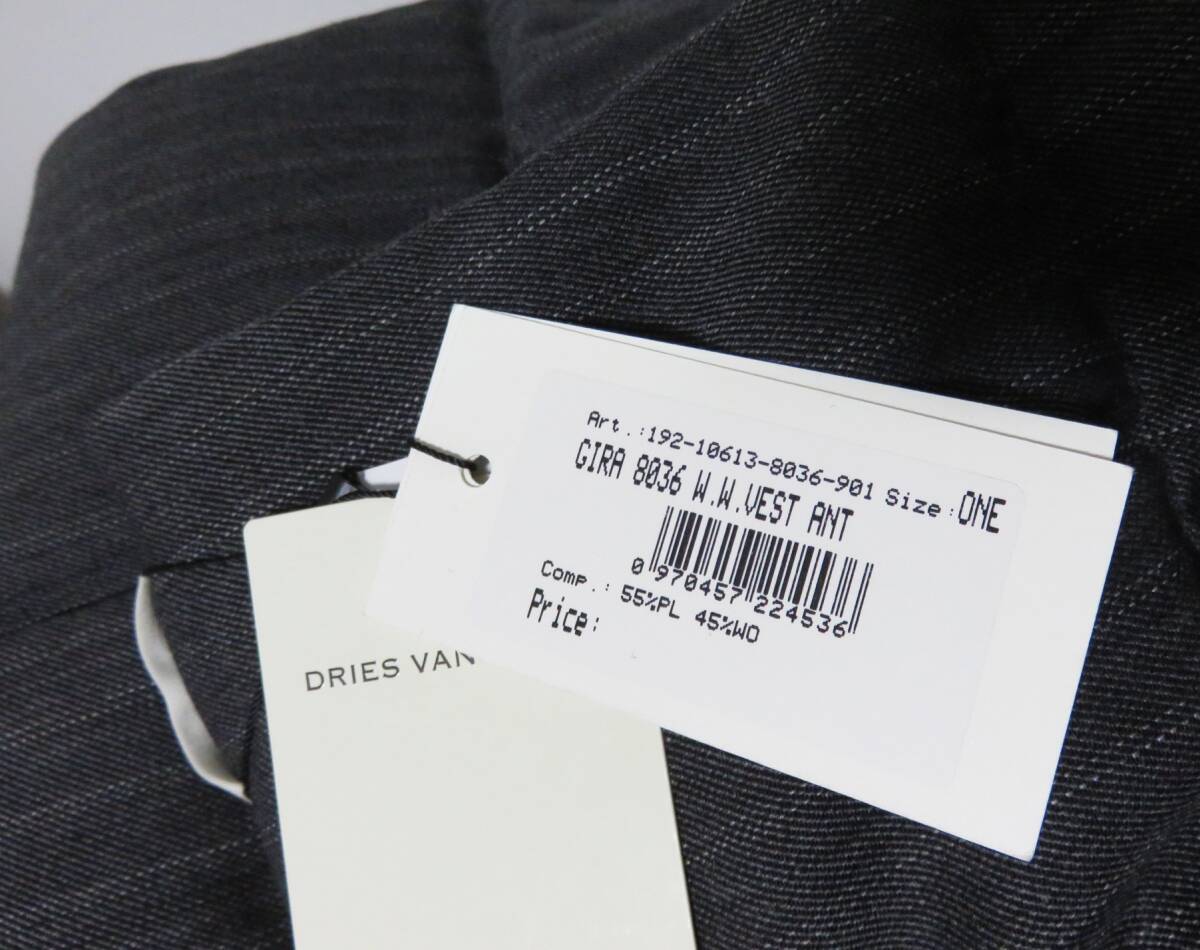 Art.:192-10613-8036-901 Size:ONE
GIRA 8036 W.W.VEST ANT
0 970457 224536
Comp.: 55%PL 45%WO
Price:
DRIES VAN